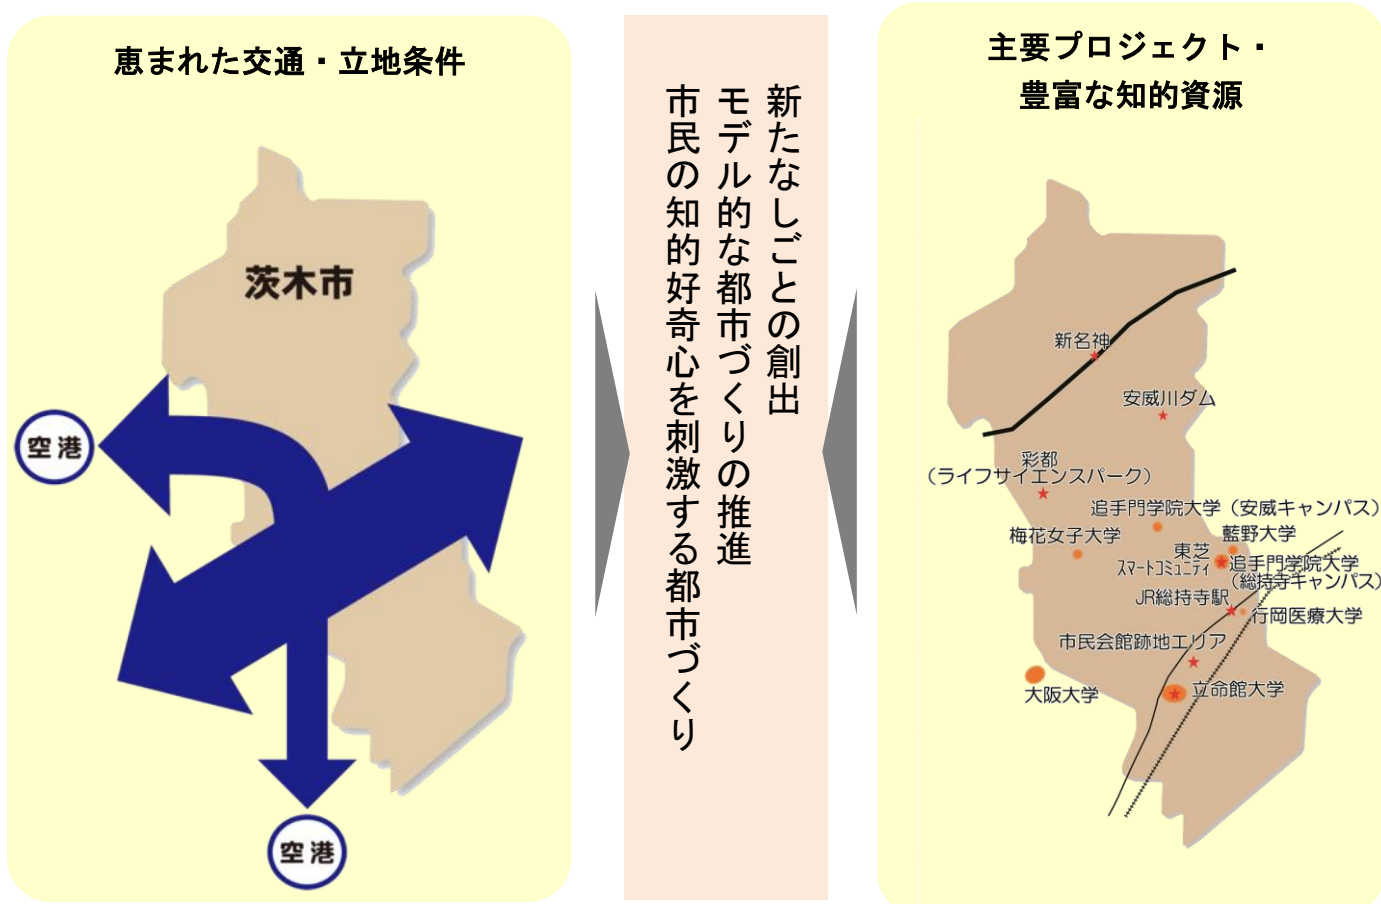 恵まれた交通・立地条件
茨木市
空港
空港
新たなしごとの創出
モデル的な都市づくりの推進
市民の知的好奇心を刺激する都市づくり
主要プロジェクト・
豊富な知的資源
新名神
安威川ダム
彩都
（ライフサイエンスパーク）
追手門学院大学（安威キャンパス）
梅花女子大学
藍野大学
東芝
ｽﾏｰﾄｺﾐｭﾆﾃｨ
追手門学院大学
（総持寺キャンパス）
JR総持寺駅
行岡医療大学
市民会館跡地エリア
大阪大学
立命館大学